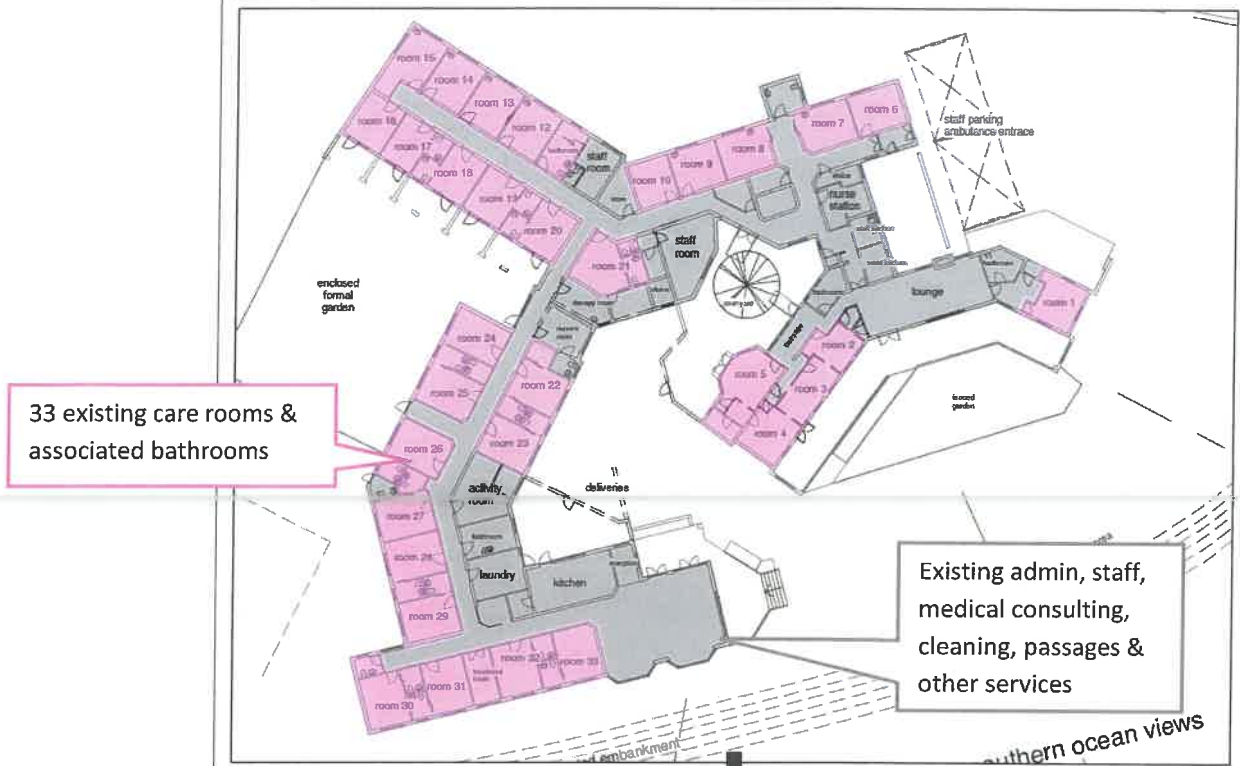 room 15
room 14
room 13
room 12
room 16
room 17
room 18
room 19
room 20
staff
room
room 10
room 9
room 8
room 7
room 6
staff parking
ambulance entrace
nurse
station
staff
room
room 21
enclosed
formal
garden
lounge
room 1
room 2
room 3
room 4
room 5
room 24
room 25
room 22
room 23
room 26
33 existing care rooms &
associated bathrooms
activity
room
deliveries
room 27
room 28
room 29
laundry
kitchen
room 30
room 31
room 32
room 33
Existing admin, staff,
medical consulting,
cleaning, passages &
other services
embankment
uthern ocean views